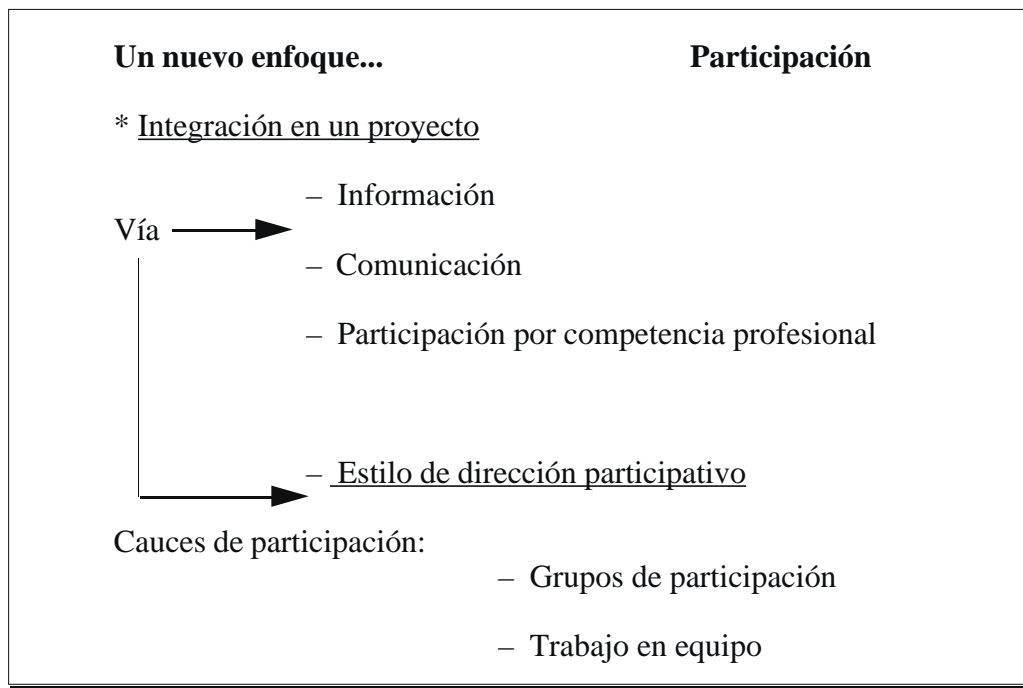 Un nuevo enfoque... Participación
* Integración en un proyecto
– Información
Vía
– Comunicación
– Participación por competencia profesional
– Estilo de dirección participativo
Cauces de participación:
– Grupos de participación
– Trabajo en equipo